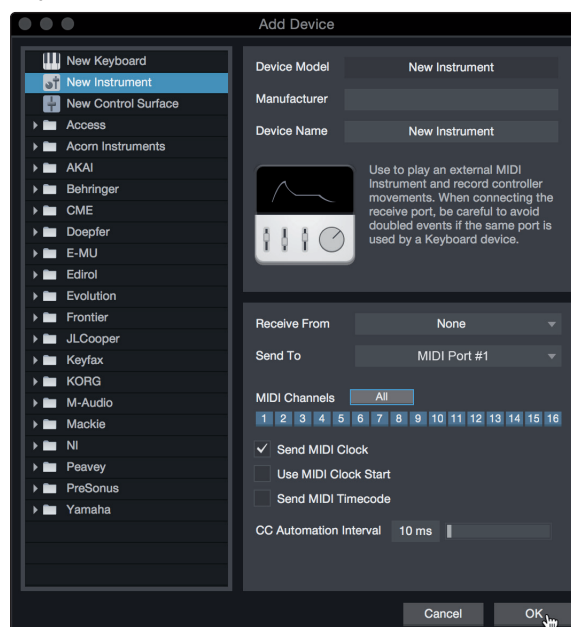 Add Device
New Keyboard
New Instrument
New Control Surface
Access
Acorn Instruments
AKAI
Behringer
CME
Doepfer
E-MU
Edirol
Evolution
Frontier
JLCooper
Keyfax
KORG
M-Audio
Mackie
NI
Peavey
PreSonus
Yamaha
Device Model New Instrument
Manufacturer
Device Name New Instrument
Use to play an external MIDI
Instrument and record controller
movements. When connecting the
receive port, be careful to avoid
doubled events if the same port is
used by a Keyboard device.
Receive From None
Send To MIDI Port #1
MIDI Channels All
1 2 3 4 5 6 7 8 9 10 11 12 13 14 15 16
Send MIDI Clock
Use MIDI Clock Start
Send MIDI Timecode
CC Automation Interval 10 ms
Cancel OK